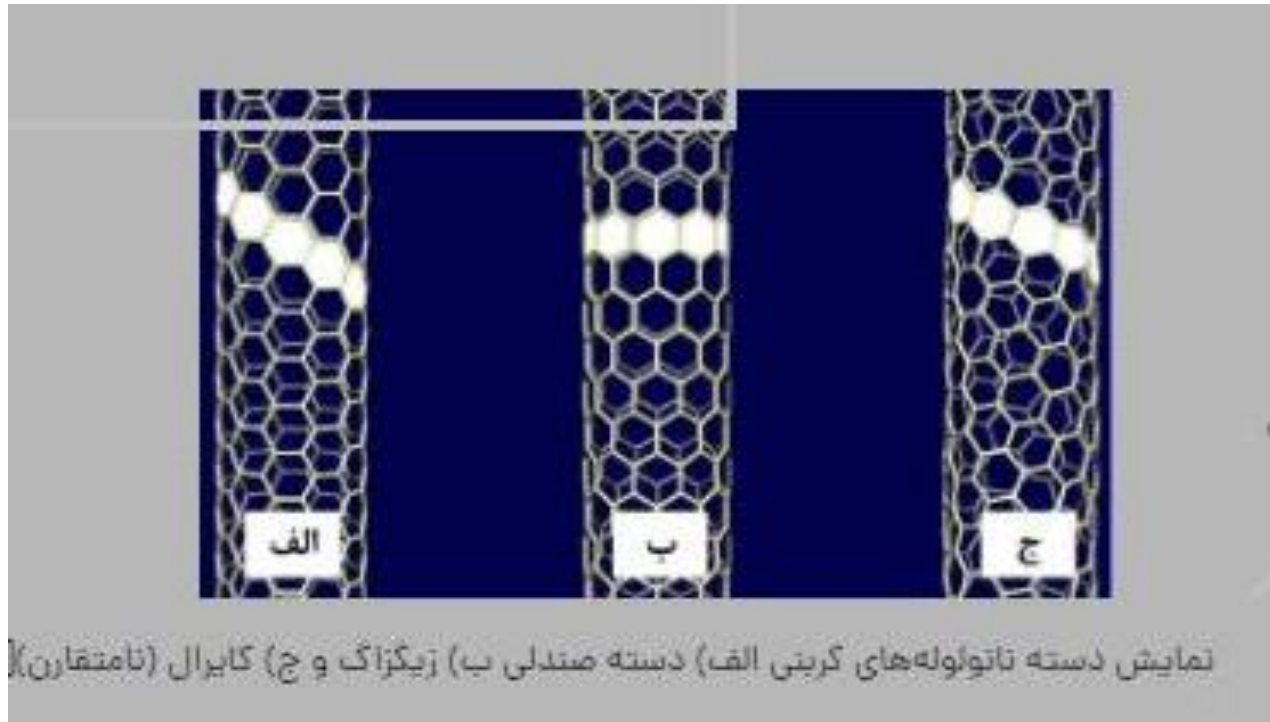 الف
ب
ج
نمایش دسته نانولوله‌های کربنی الف) دسته صندلی ب) زیگزاگ و ج) کایرال (نامتقارن)[